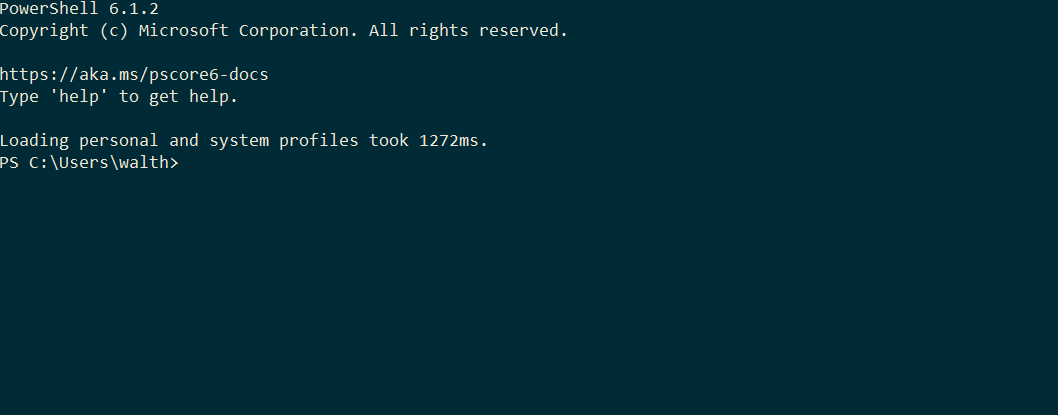 PowerShell 6.1.2
Copyright (c) Microsoft Corporation. All rights reserved.
https://aka.ms/pscore6-docs
Type 'help' to get help.
Loading personal and system profiles took 1272ms.
PS C:\Users\walth>